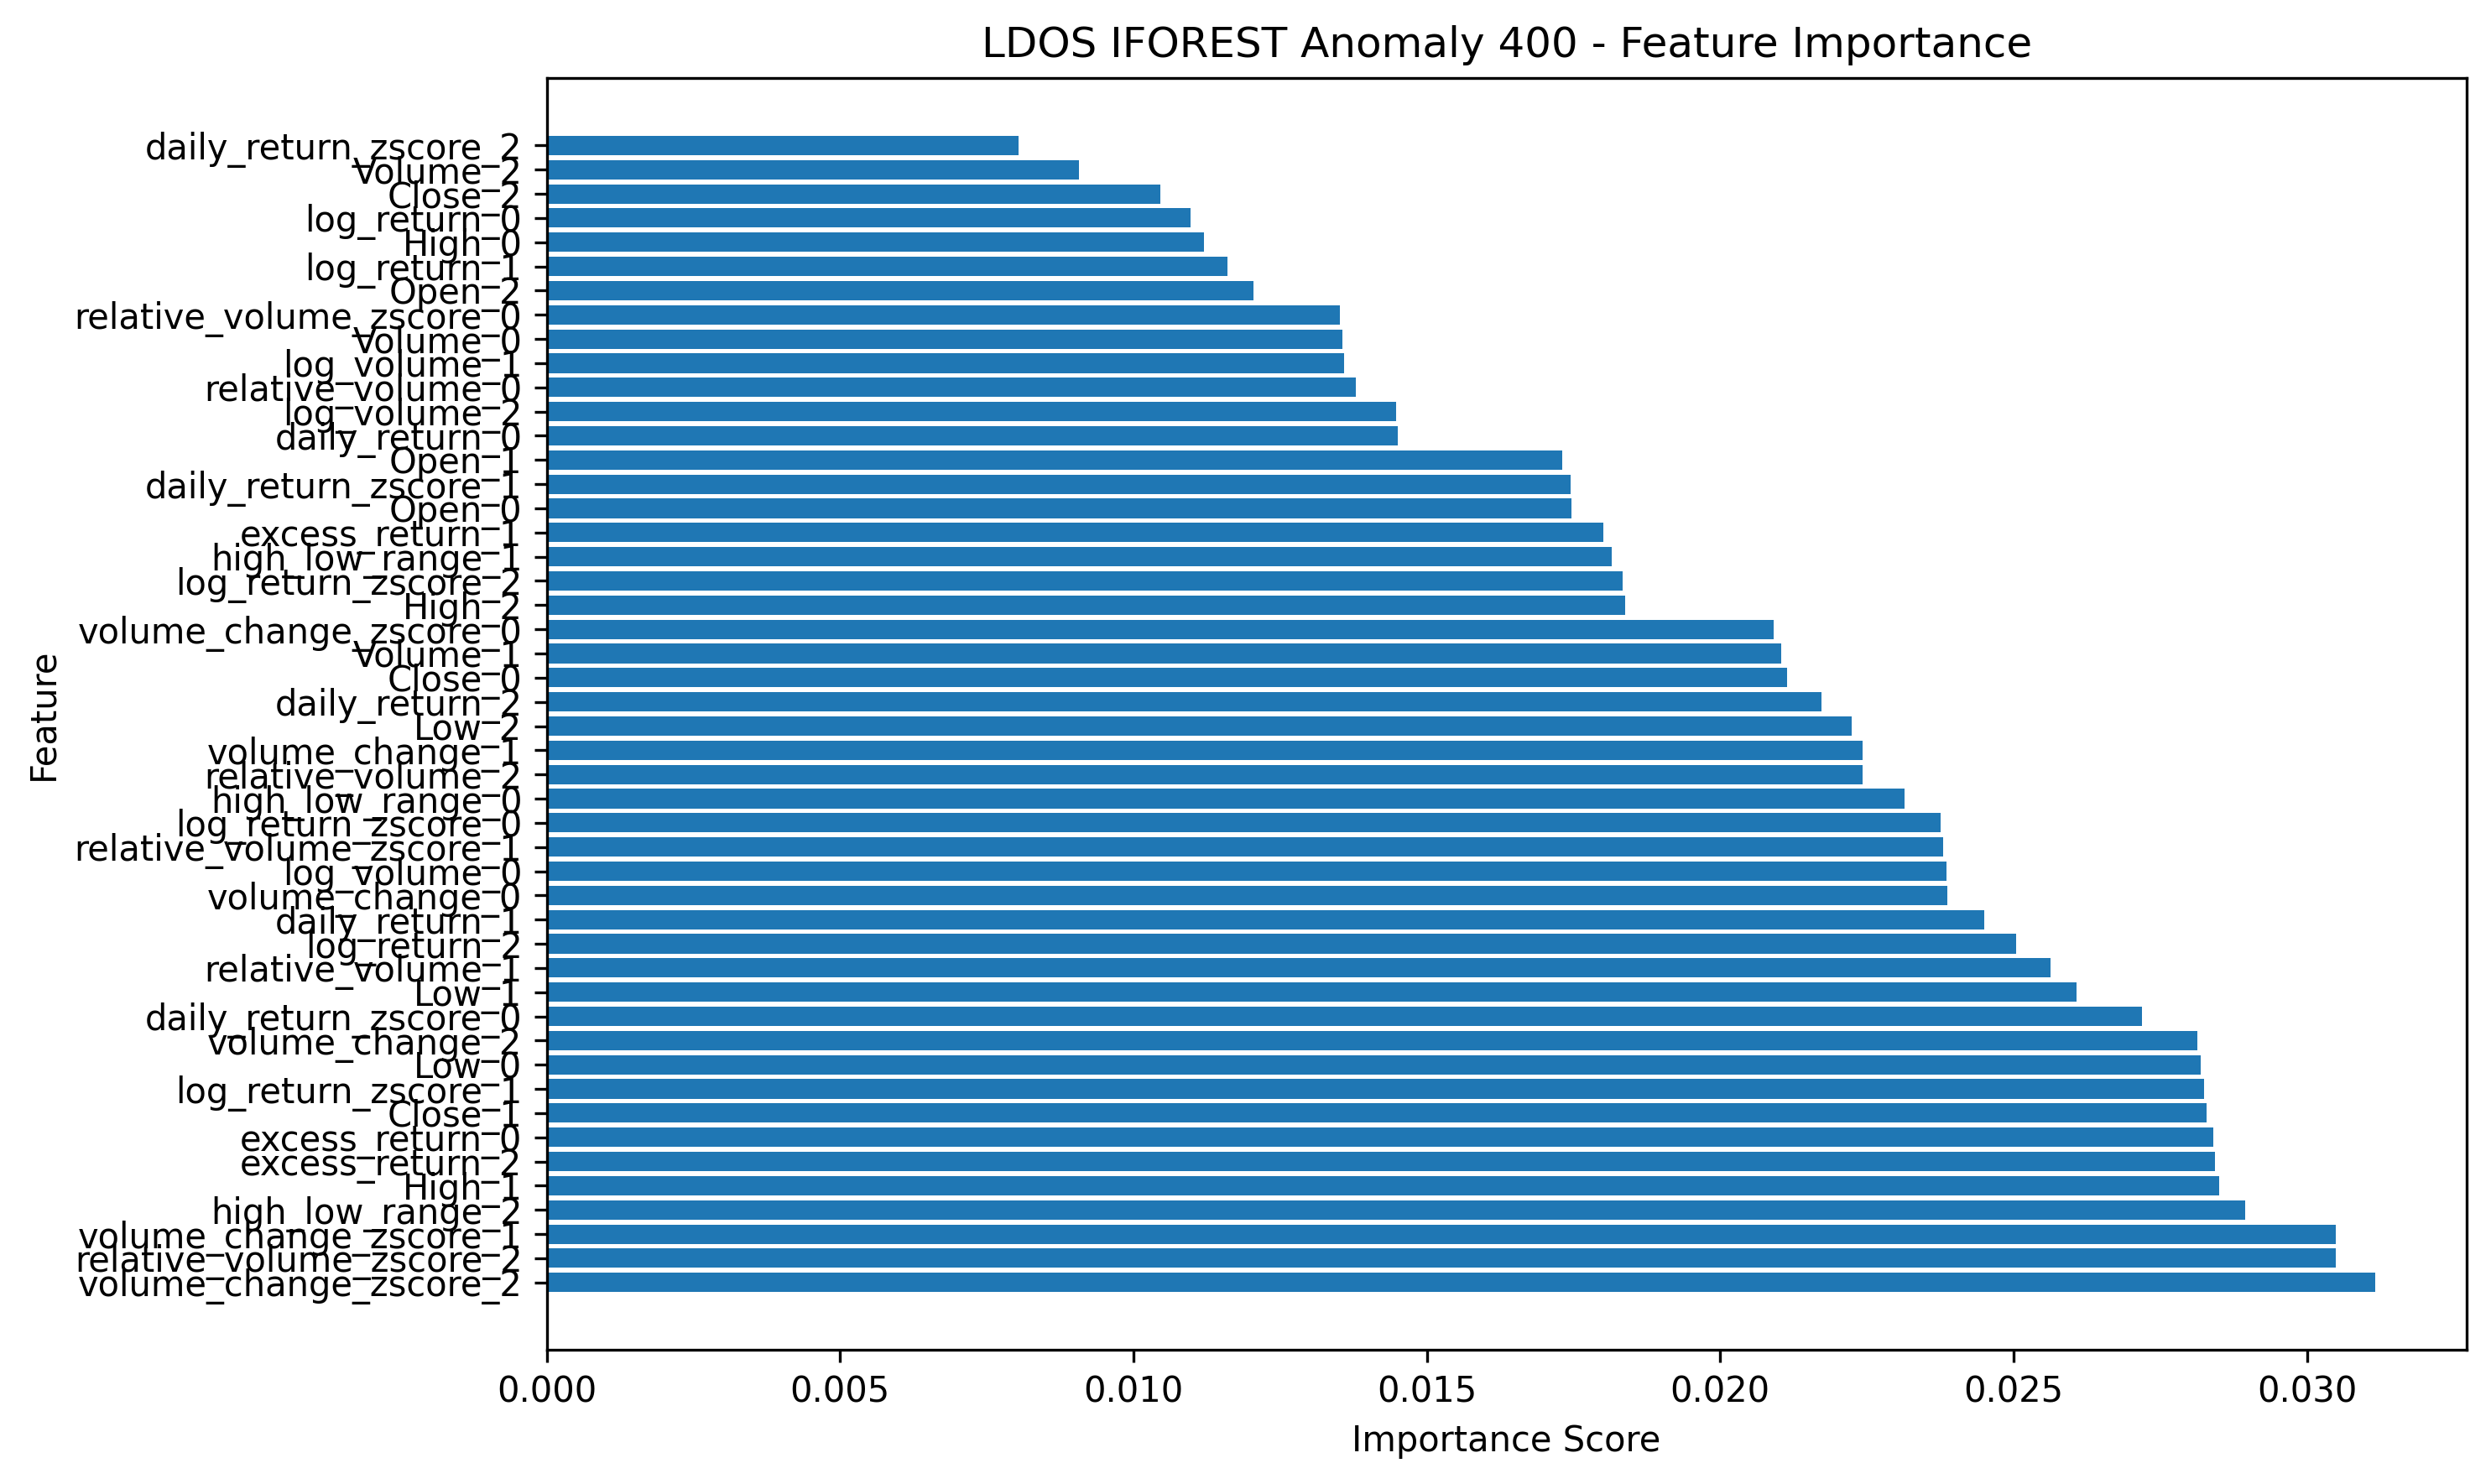 LDOS IFOREST Anomaly 400 - Feature Importance
daily_return_zscore_2
Volume_2
Close_2
log_return_0
High_0
log_return_1
Open_2
relative_volume_zscore_0
Volume_0
log_volume_1
relative_volume_0
log_volume_2
daily_return_0
Open_1
daily_return_zscore_1
Open_0
excess_return_1
high_low_range_1
log_return_zscore_2
High_2
volume_change_zscore_0
Volume_1
Close_0
daily_return_2
Low_2
volume_change_1
relative_volume_2
high_low_range_0
log_return_zscore_0
relative_volume_zscore_1
log_volume_0
volume_change_0
daily_return_1
log_return_2
relative_volume_1
Low_1
daily_return_zscore_0
volume_change_2
Low_0
log_return_zscore_1
Close_1
excess_return_0
excess_return_2
High_1
high_low_range_2
volume_change_zscore_1
relative_volume_zscore_2
volume_change_zscore_2
Feature
0.000 0.005 0.010 0.015 0.020 0.025 0.030
Importance Score